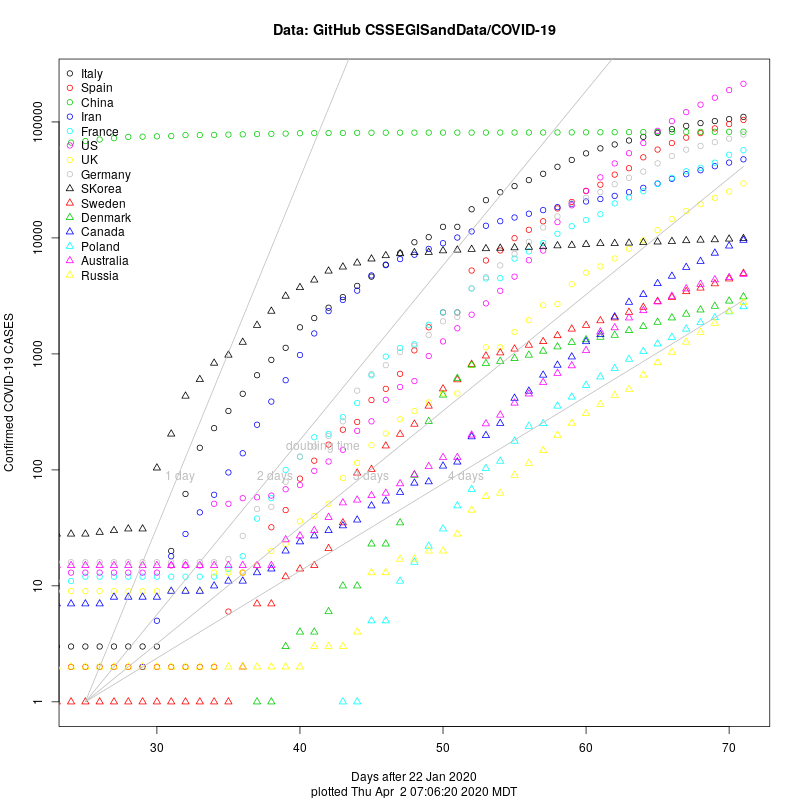 Data: GitHub CSSEGISandData/COVID-19
Confirmed COVID-19 CASES
100000
10000
1000
100
10
1
Italy
Spain
China
Iran
France
US
UK
Germany
SKorea
Sweden
Denmark
Canada
Poland
Australia
Russia
doubling time
1 day
2 days
3 days
4 days
30
40
50
60
70
Days after 22 Jan 2020
plotted Thu Apr 2 07:06:20 2020 MDT